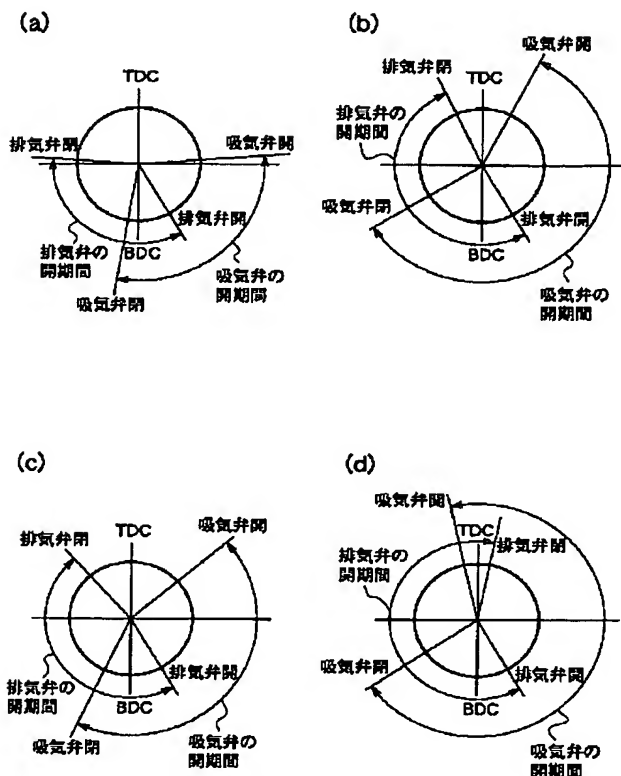 (a)
TDC
排気弁閉
吸気弁開
排気弁開
排気弁の
開期間
BDC
吸気弁の
開期間
吸気弁閉
(b)
吸気弁開
排気弁閉
TDC
排気弁の
開期間
吸気弁閉
排気弁開
BDC
吸気弁の
開期間
(c)
TDC
吸気弁開
排気弁閉
排気弁開
排気弁の
開期間
BDC
吸気弁閉
吸気弁の
開期間
(d)
吸気弁開
TDC
排気弁閉
排気弁の
開期間
吸気弁閉
排気弁開
BDC
吸気弁の
開期間